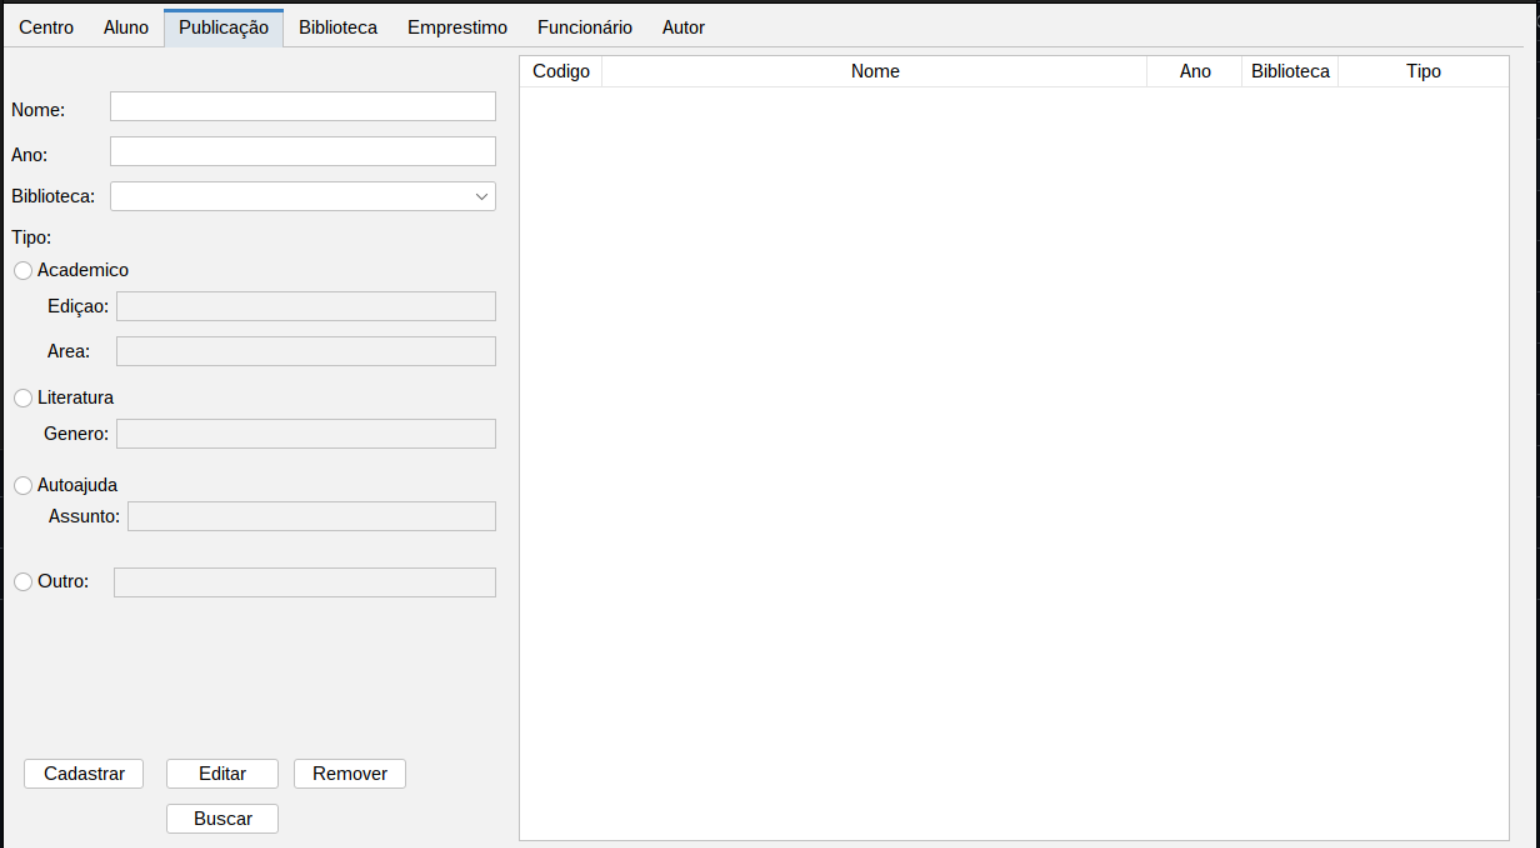 Centro Aluno Publicação Biblioteca Emprestimo Funcionário Autor
Codigo Nome Ano Biblioteca Tipo
Nome:
Ano:
Biblioteca:
Tipo:
Academico
Ediçao:
Area:
Literatura
Genero:
Autoajuda
Assunto:
Outro:
Cadastrar Editar Remover
Buscar